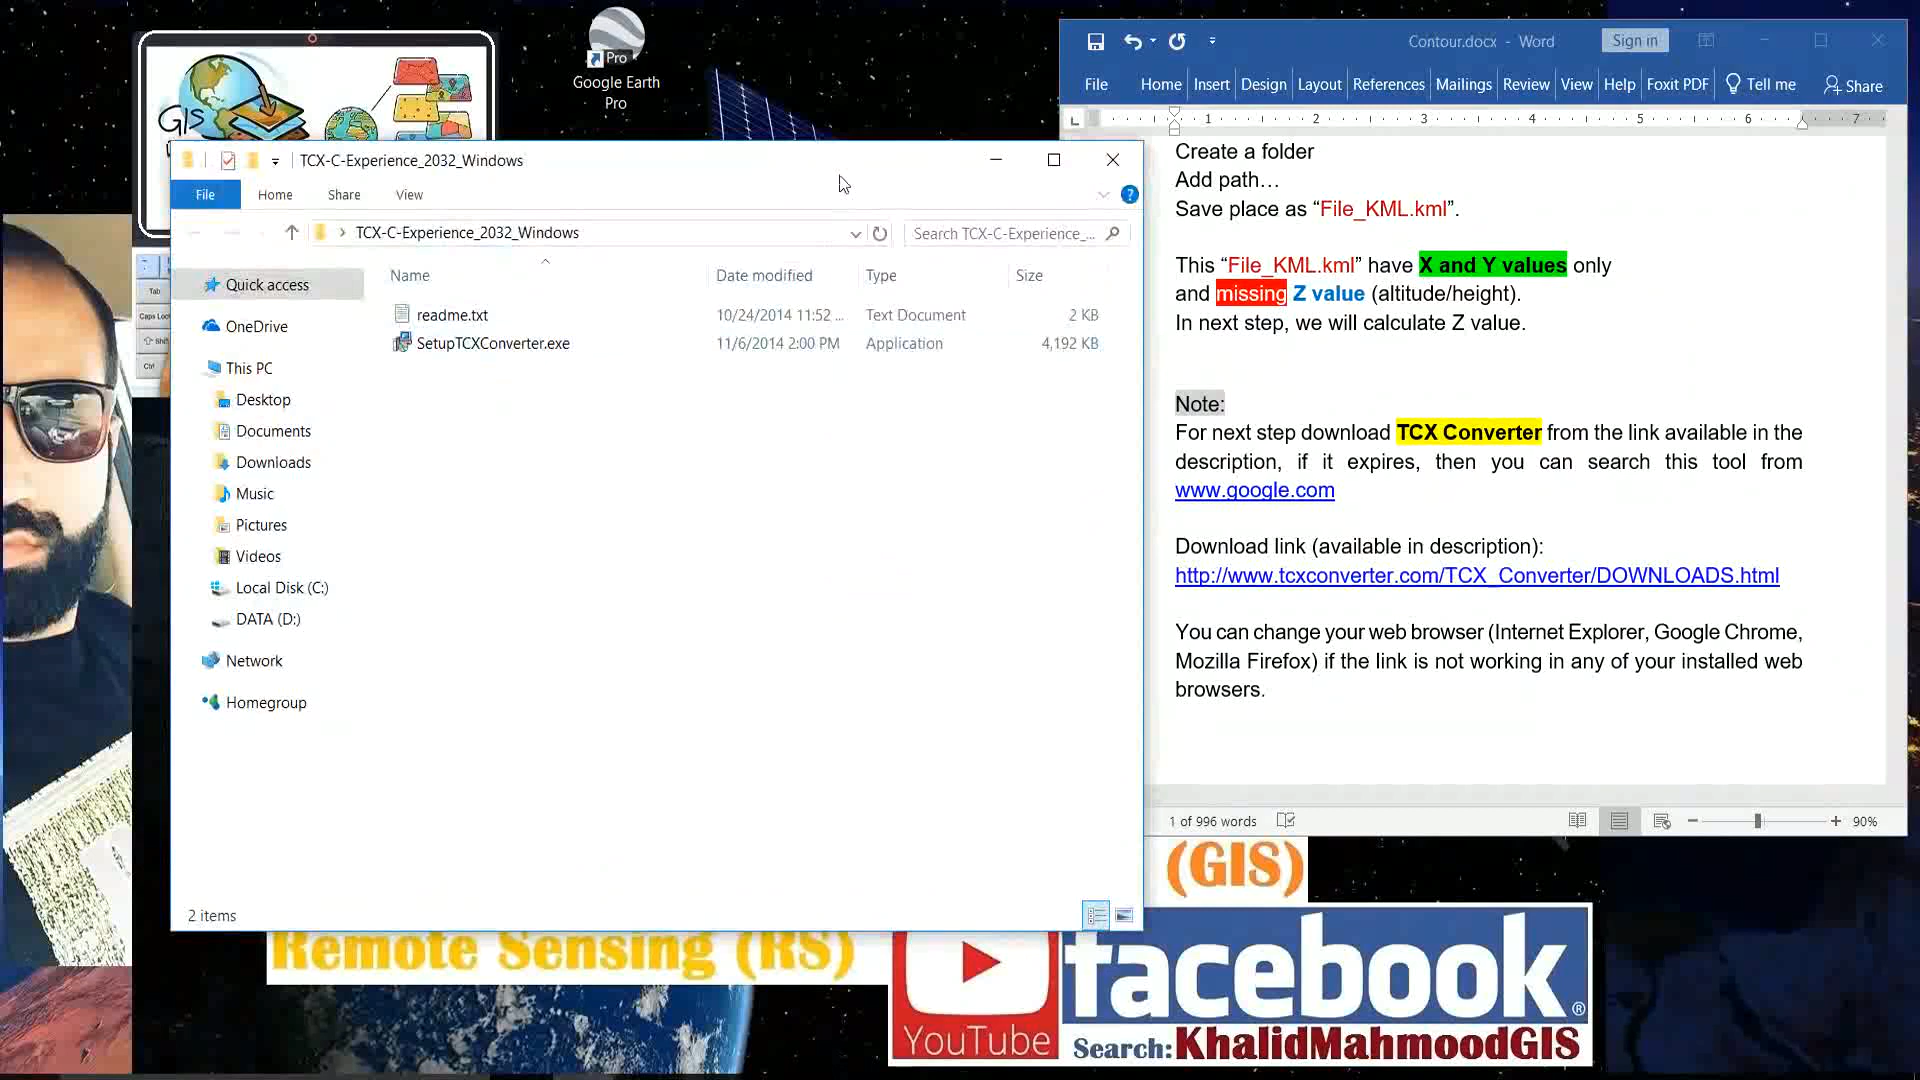 GIS
Pro
Google Earth
Pro
Contour.docx - Word
Sign in
File
Home
Insert
Design
Layout
References
Mailings
Review
View
Help
Foxit PDF
Tell me
Share
1 2 3 4 5 6 7
TCX-C-Experience_2032_Windows
File
Home
Share
View
TCX-C-Experience_2032_Windows
Search TCX-C-Experience_...
Name
Date modified
Type
Size
readme.txt
10/24/2014 11:52 ...
Text Document
2 KB
SetupTCXConverter.exe
11/6/2014 2:00 PM
Application
4,192 KB
Quick access
OneDrive
This PC
Desktop
Documents
Downloads
Music
Pictures
Videos
Local Disk (C:)
DATA (D:)
Network
Homegroup
2 items
Tab
Ctrl
Create a folder
Add path…
Save place as “File_KML.kml”.
This “File_KML.kml” have X and Y values only
and missing Z value (altitude/height).
In next step, we will calculate Z value.
Note:
For next step download TCX Converter from the link available in the
description, if it expires, then you can search this tool from
www.google.com
Download link (available in description):
http://www.tcxconverter.com/TCX_Converter/DOWNLOADS.html
You can change your web browser (Internet Explorer, Google Chrome,
Mozilla Firefox) if the link is not working in any of your installed web
browsers.
1 of 996 words
90%
(GIS)
Remote Sensing (RS)
YouTube
facebook®
Search:KhalidMahmoodGIS